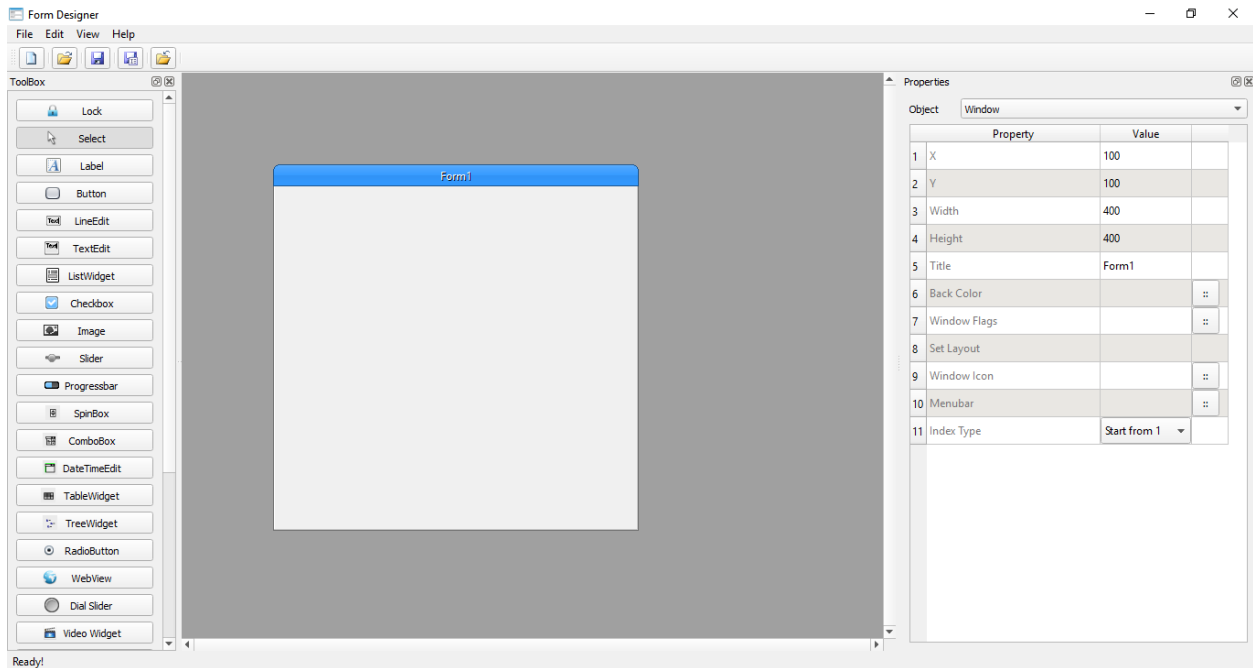 Form Designer
File Edit View Help
ToolBox
Lock
Select
Label
Button
LineEdit
TextEdit
ListWidget
Checkbox
Image
Slider
Progressbar
SpinBox
ComboBox
DateTimeEdit
TableWidget
TreeWidget
RadioButton
WebView
Dial Slider
Video Widget
Form1
Properties
Object Window
Property Value
1 X 100
2 Y 100
3 Width 400
4 Height 400
5 Title Form1
6 Back Color ::
7 Window Flags ::
8 Set Layout
9 Window Icon ::
10 Menubar ::
11 Index Type Start from 1
Ready!